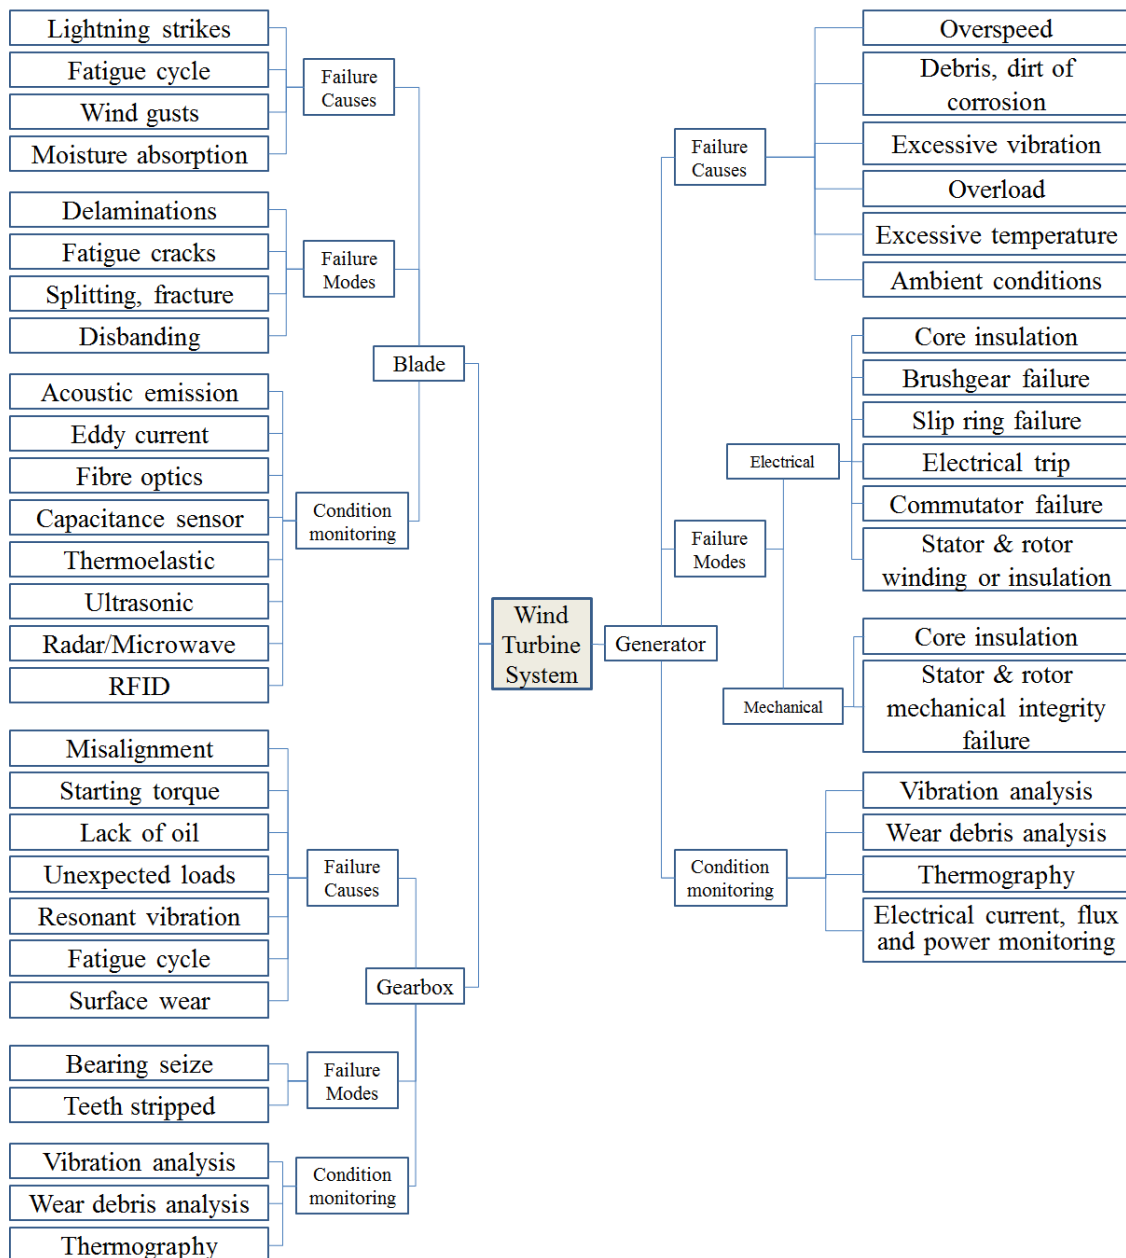 Lightning strikes
Fatigue cycle
Wind gusts
Moisture absorption
Failure
Causes
Delaminations
Fatigue cracks
Splitting, fracture
Disbanding
Failure
Modes
Blade
Acoustic emission
Eddy current
Fibre optics
Capacitance sensor
Thermoelastic
Ultrasonic
Radar/Microwave
RFID
Condition
monitoring
Misalignment
Starting torque
Lack of oil
Unexpected loads
Resonant vibration
Fatigue cycle
Surface wear
Failure
Causes
Gearbox
Bearing seize
Teeth stripped
Failure
Modes
Vibration analysis
Wear debris analysis
Thermography
Condition
monitoring
Wind
Turbine
System
Generator
Failure
Causes
Overspeed
Debris, dirt of
corrosion
Excessive vibration
Overload
Excessive temperature
Ambient conditions
Failure
Modes
Electrical
Core insulation
Brushgear failure
Slip ring failure
Electrical trip
Commutator failure
Stator & rotor
winding or insulation
Mechanical
Core insulation
Stator & rotor
mechanical integrity
failure
Condition
monitoring
Vibration analysis
Wear debris analysis
Thermography
Electrical current, flux
and power monitoring